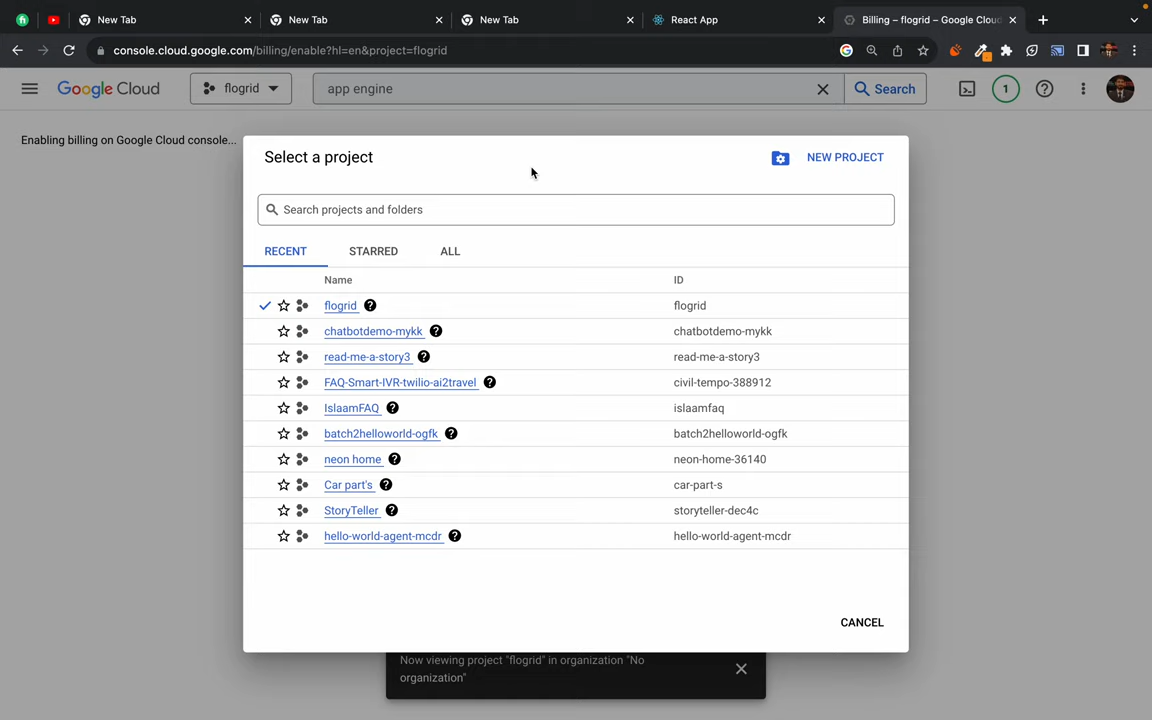 New Tab
New Tab
New Tab
React App
Billing – flogrid – Google Cloud
console.cloud.google.com/billing/enable?hl=en&project=flogrid
Google Cloud
flogrid
app engine
Search
1
Enabling billing on Google Cloud console...
Select a project
NEW PROJECT
Search projects and folders
RECENT STARRED ALL
Name ID
flogrid flogrid
chatbotdemo-mykk chatbotdemo-mykk
read-me-a-story3 read-me-a-story3
FAQ-Smart-IVR-twilio-ai2travel civil-tempo-388912
IslaamFAQ islaamfaq
batch2helloworld-ogfk batch2helloworld-ogfk
neon home neon-home-36140
Car part's car-part-s
StoryTeller storyteller-dec4c
hello-world-agent-mcdr hello-world-agent-mcdr
CANCEL
Now viewing project "flogrid" in organization "No
organization"